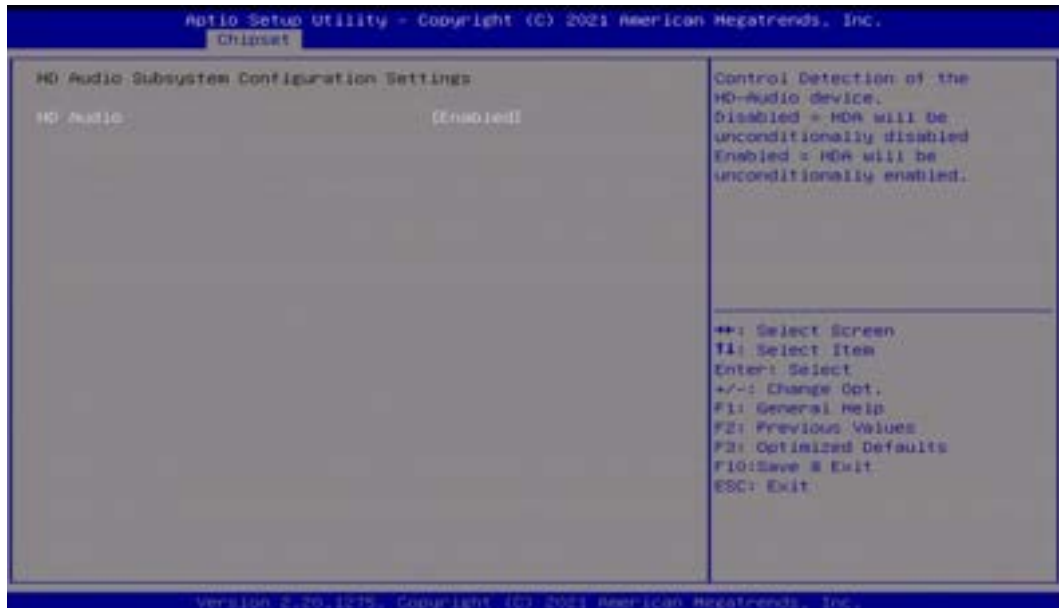 Aptio Setup Utility - Copyright (C) 2021 American Megatrends, Inc.
Chipset
HD Audio Subsystem Configuration Settings
HD Audio [Enabled]
Control Detection of the
HD-Audio device.
Disabled = HDA will be
unconditionally disabled
Enabled = HDA will be
unconditionally enabled.
→←: Select Screen
↑↓: Select Item
Enter: Select
+/-: Change Opt.
F1: General Help
F2: Previous Values
F3: Optimized Defaults
F10:Save & Exit
ESC: Exit
Version 2.20.1275. Copyright (C) 2021 American Megatrends, Inc.